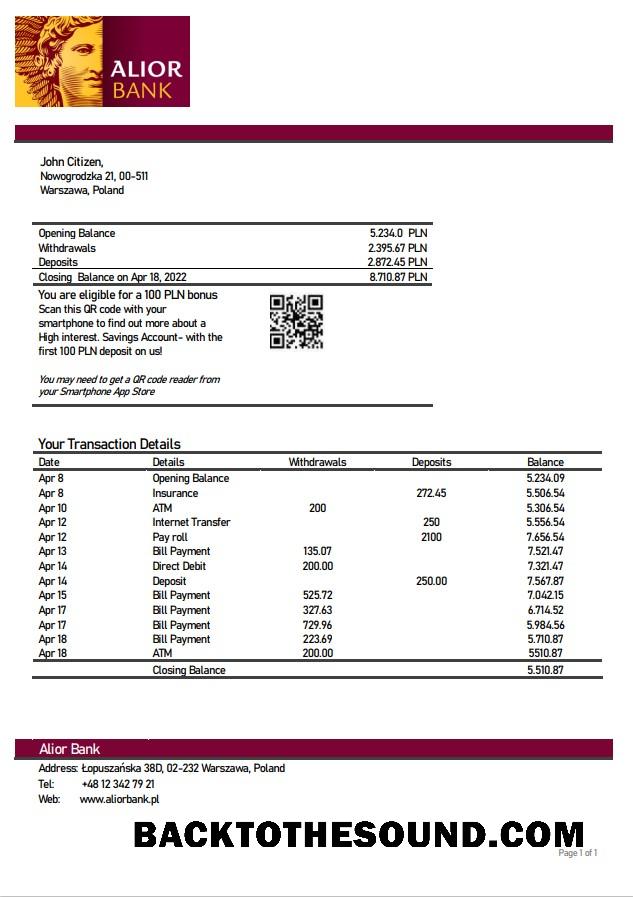 ALIOR
BANK
John Citizen,
Nowogrodzka 21, 00-511
Warszawa, Poland
Opening Balance 5.234.0 PLN
Withdrawals 2.395.67 PLN
Deposits 2.872.45 PLN
Closing Balance on Apr 18, 2022 8.710.87 PLN
You are eligible for a 100 PLN bonus
Scan this QR code with your
smartphone to find out more about a
High interest. Savings Account- with the
first 100 PLN deposit on us!
You may need to get a QR code reader from
your Smartphone App Store
Your Transaction Details
Date Details Withdrawals Deposits Balance
Apr 8 Opening Balance 5.234.09
Apr 8 Insurance 272.45 5.506.54
Apr 10 ATM 200 5.306.54
Apr 12 Internet Transfer 250 5.556.54
Apr 12 Pay roll 2100 7.656.54
Apr 13 Bill Payment 135.07 7.521.47
Apr 14 Direct Debit 200.00 7.321.47
Apr 14 Deposit 250.00 7.567.87
Apr 15 Bill Payment 525.72 7.042.15
Apr 17 Bill Payment 327.63 6.714.52
Apr 17 Bill Payment 729.96 5.984.56
Apr 18 Bill Payment 223.69 5.710.87
Apr 18 ATM 200.00 5510.87
Closing Balance 5.510.87
Alior Bank
Address: Łopuszańska 38D, 02-232 Warszawa, Poland
Tel: +48 12 342 79 21
Web: www.aliorbank.pl
BACKTOTHESOUND.COM
Page 1 of 1